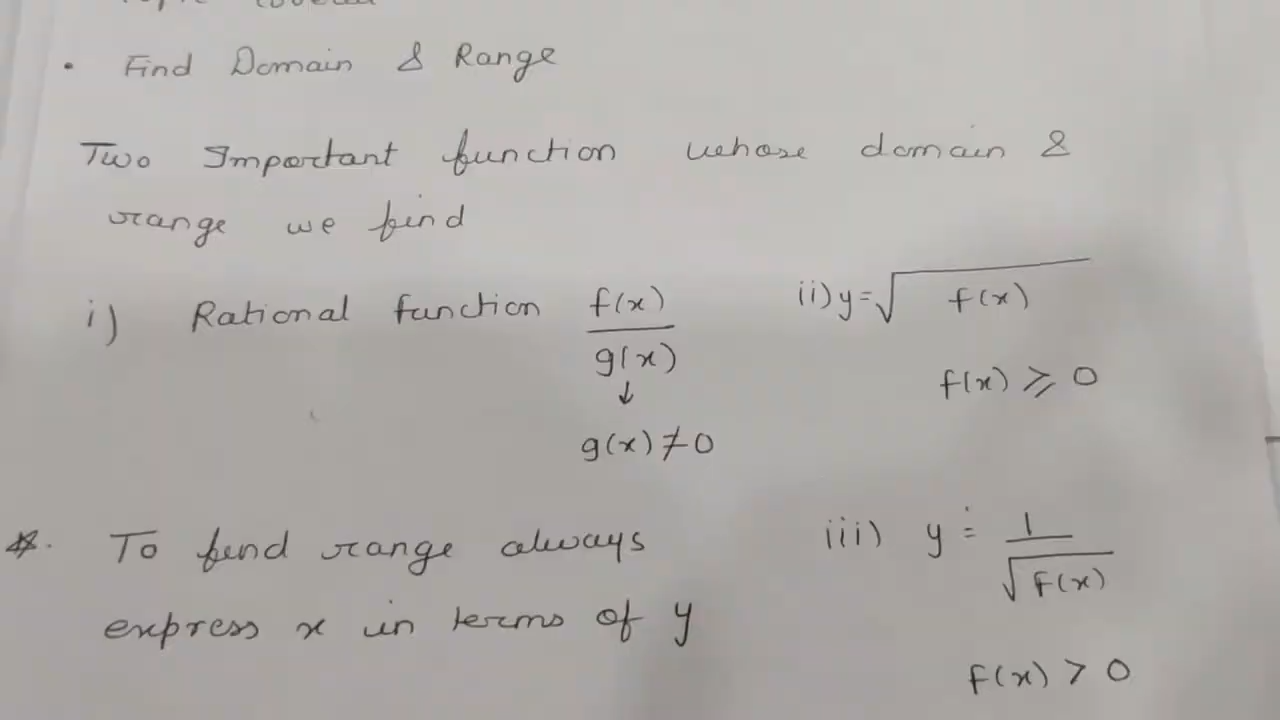 • Find Domain & Range
Two Important function whose domain &
range we find
i) Rational function f(x)/g(x)
↓
g(x) ≠ 0
ii) y = √f(x)
f(x) ≥ 0
*. To find range always
express x in terms of y
iii) y = 1/√f(x)
f(x) > 0